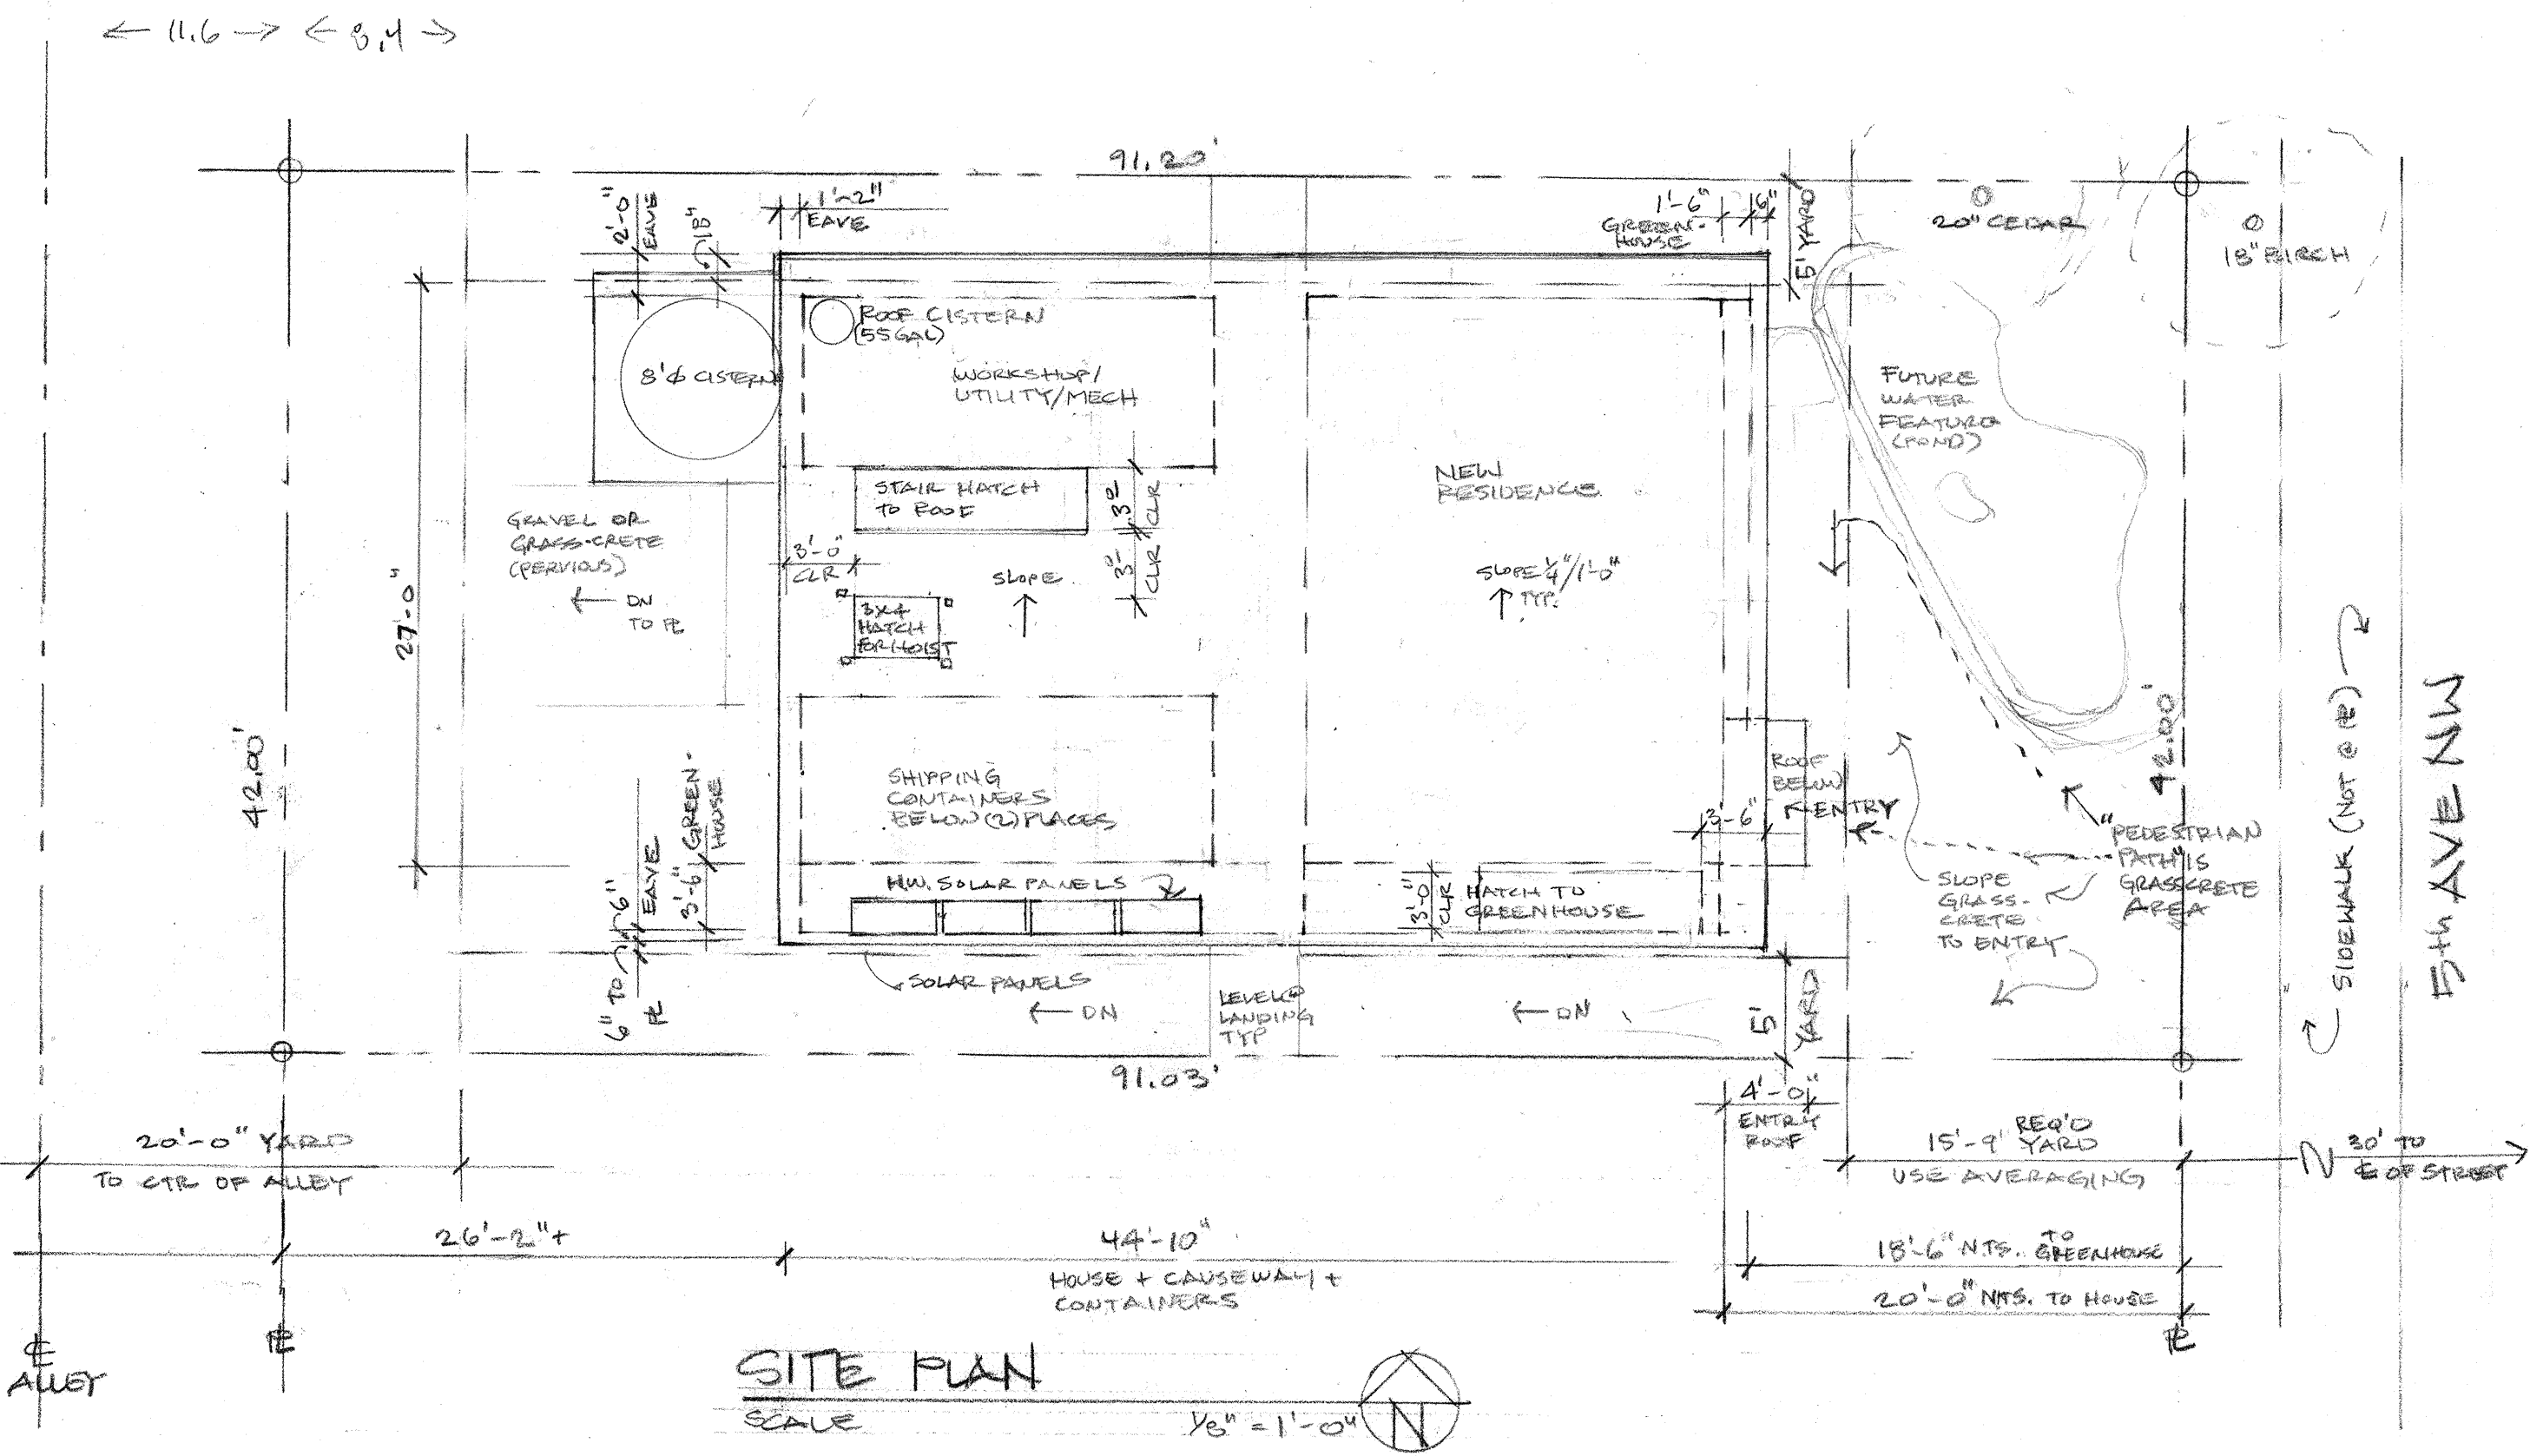 ← 11.6 → ← 8.4 →
91.20'
2'-0"
EAVE
18"
1'-2"
EAVE
1'-6"
GREEN-
HOUSE
6"
5' YARD
20" CEDAR
18" BIRCH
ROOF CISTERN
(55 GAL)
8'⌀ CISTERN
WORKSHOP/
UTILITY/MECH
FUTURE
WATER
FEATURE
(POND)
NEW
RESIDENCE
STAIR HATCH
TO ROOF
3'0
CLR
3'0
CLR
GRAVEL OR
GRASS-CRETE
(PERVIOUS)
← DN
TO ℄
3'-0"
CLR
SLOPE
SLOPE 1/4"/1'-0"
TYP.
3X4
HATCH
FOR HOIST
27'-0"
42.00'
42.00'
SIDEWALK (NOT @ ℄)
5th AVE NW
SHIPPING
CONTAINERS
BELOW (2) PLACES
3'-6" GREEN-
HOUSE
ROOF
BELOW
ENTRY
3'-6"
"PEDESTRIAN
PATH" IS
GRASSCRETE
AREA
SLOPE
GRASS-
CRETE
TO ENTRY
H.W. SOLAR PANELS
3'-0"
CLR
HATCH TO
GREENHOUSE
6"
EAVE
6" TO
SOLAR PANELS
← DN
LEVEL
LANDING
TYP
← DN
5'
YARD
91.03'
4'-0"
ENTRY
ROOF
20'-0" YARD
TO CTR OF ALLEY
REQ'D
15'-9" YARD
USE AVERAGING
30' TO
℄ OF STREET
26'-2"+
44'-10"
HOUSE + CAUSEWAY +
CONTAINERS
18'-6" N.T.S. TO
GREENHOUSE
20'-0" NTS. TO HOUSE
℄
ALLEY
SITE PLAN
SCALE 1/8" = 1'-0"
N